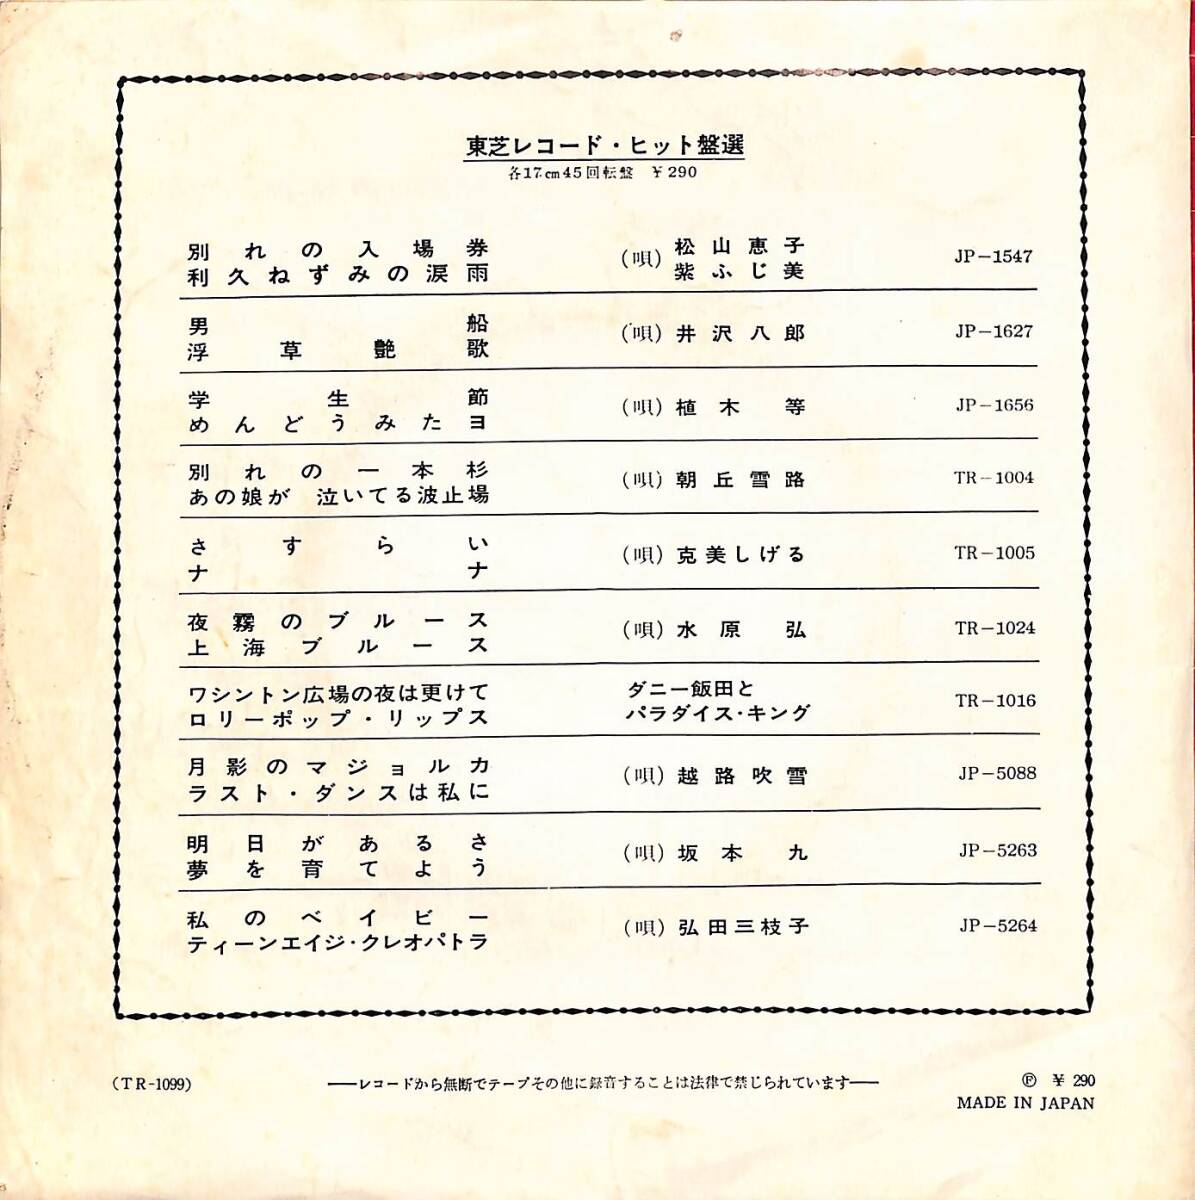 東芝レコード・ヒット盤選
各17cm45回転盤 ¥290
別れの入場券 (唄) 松山恵子 JP-1547
利久ねずみの涙雨 紫ふじ美
男船 (唄) 井沢八郎 JP-1627
浮草艶歌
学生節 (唄) 植木等 JP-1656
めんどうみたヨ
別れの一本杉 (唄) 朝丘雪路 TR-1004
あの娘が 泣いてる波止場
さすらい (唄) 克美しげる TR-1005
ナナ
夜霧のブルース (唄) 水原弘 TR-1024
上海ブルース
ワシントン広場の夜は更けて ダニー飯田と TR-1016
ロリーポップ・リップス パラダイス・キング
月影のマジョルカ (唄) 越路吹雪 JP-5088
ラスト・ダンスは私に
明日があるさ (唄) 坂本九 JP-5263
夢を育てよう
私のベイビー (唄) 弘田三枝子 JP-5264
ティーンエイジ・クレオパトラ
(TR-1099) ──レコードから無断でテープその他に録音することは法律で禁じられています── Ⓟ ¥ 290
MADE IN JAPAN